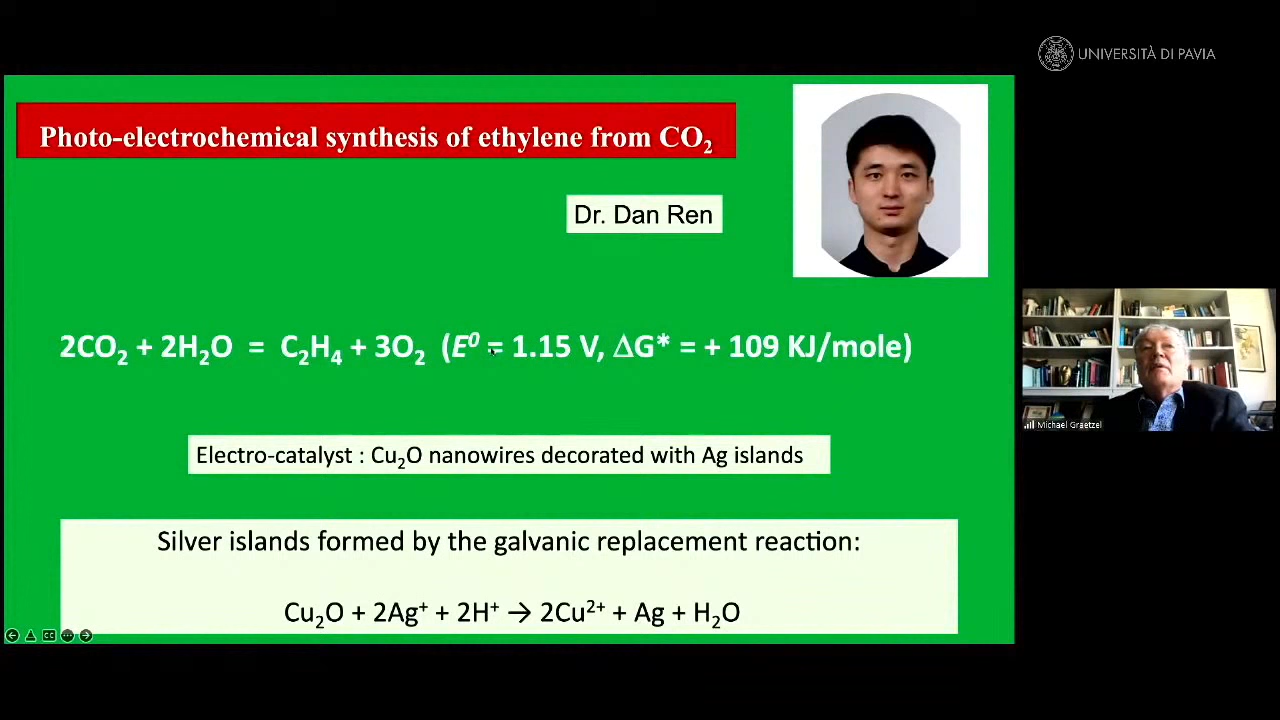 UNIVERSITÀ DI PAVIA
Photo-electrochemical synthesis of ethylene from CO₂
Dr. Dan Ren
2CO₂ + 2H₂O = C₂H₄ + 3O₂ (E⁰ = 1.15 V, ΔG* = + 109 KJ/mole)
Michael Graetzel
Electro-catalyst : Cu₂O nanowires decorated with Ag islands
Silver islands formed by the galvanic replacement reaction:
Cu₂O + 2Ag⁺ + 2H⁺ → 2Cu²⁺ + Ag + H₂O